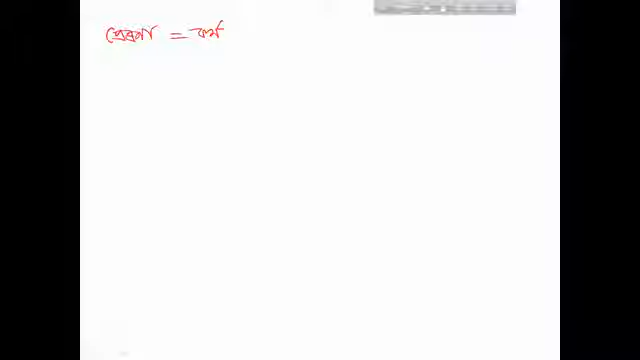 প্রেষণা = কর্ম